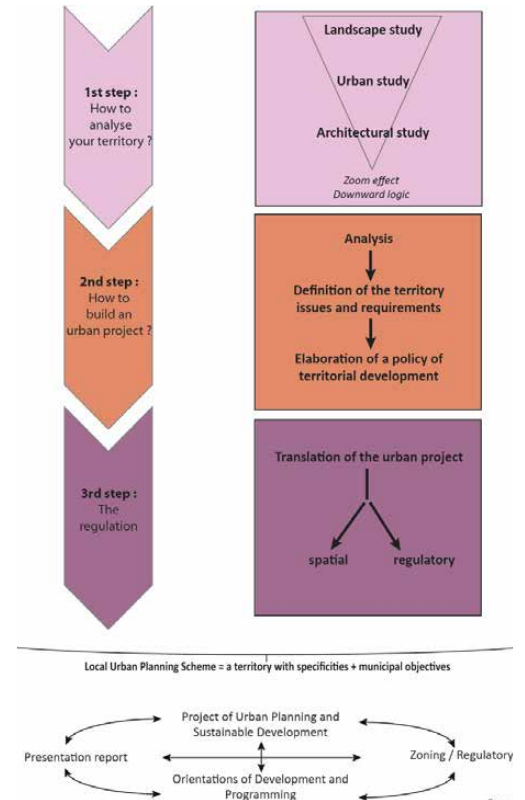 1st step :
How to
analyse
your territory ?
Landscape study
Urban study
Architectural study
Zoom effect
Downward logic
2nd step :
How to
build an
urban project ?
Analysis
Definition of the territory
issues and requirements
Elaboration of a policy of
territorial development
3rd step :
The
regulation
Translation of the urban project
spatial
regulatory
Local Urban Planning Scheme = a territory with specificities + municipal objectives
Project of Urban Planning and
Sustainable Development
Presentation report
Zoning / Regulatory
Orientations of Development and
Programming